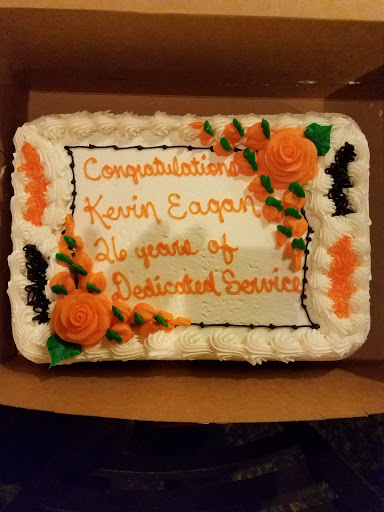 Congratulations
Kevin Eagan
26 years of
Dedicated Service